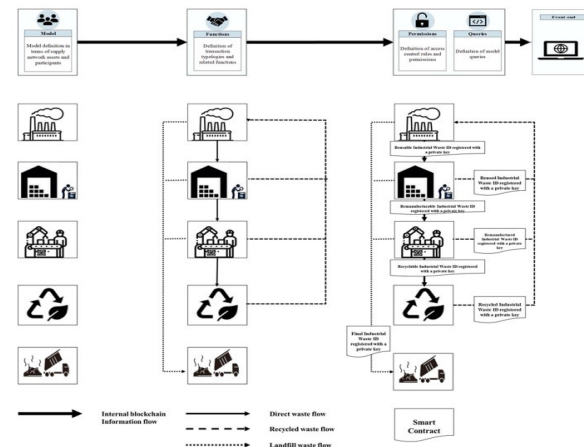 Model
Model definition in
terms of supply
network assets and
participants
Functions
Definition of
transaction
typologies and
related functions
Permissions
Definition of access
control roles and
permissions
Queries
Definition of model
queries
Front end
Reusable Industrial Waste ID registered with
a private key
Reused Industrial
Waste ID registered
with a private key
Remanufacturable Industrial Waste ID
registered with a private key
Remanufactured
Industrial Waste ID
registered with a private
key
Recyclable Industrial Waste ID registered
with a private key
Recycled Industrial
Waste ID registered
with a private key
Final Industrial
Waste ID
registered with a
private key
Internal blockchain
Information flow
Direct waste flow
Recycled waste flow
Landfill waste flow
Smart
Contract